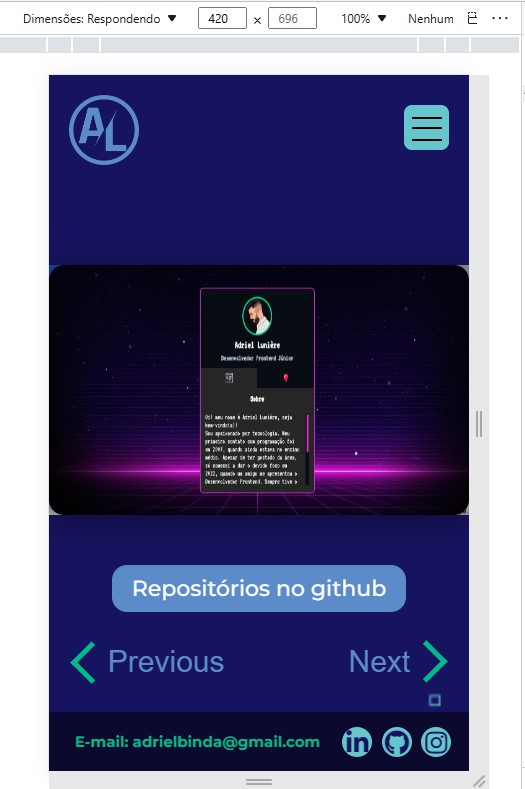 Dimensões: Respondendo
420 × 696
100%
Nenhum
AL
Adriel Lunière
Desenvolvedor Frontend Júnior
Sobre
Oi! meu nome é Adriel Lunière, seja
bem-vindo(a)!
Sou apaixonado por tecnologia. Meu
primeiro contato com programação foi
em 2007, quando ainda estava no ensino
médio. Apesar de ter gostado da área,
só comecei a dar o devido foco em
2022, quando um amigo me apresentou o
Desenvolvedor Frontend. Sempre tive o
Repositórios no github
Previous
Next
E-mail: adrielbinda@gmail.com
in